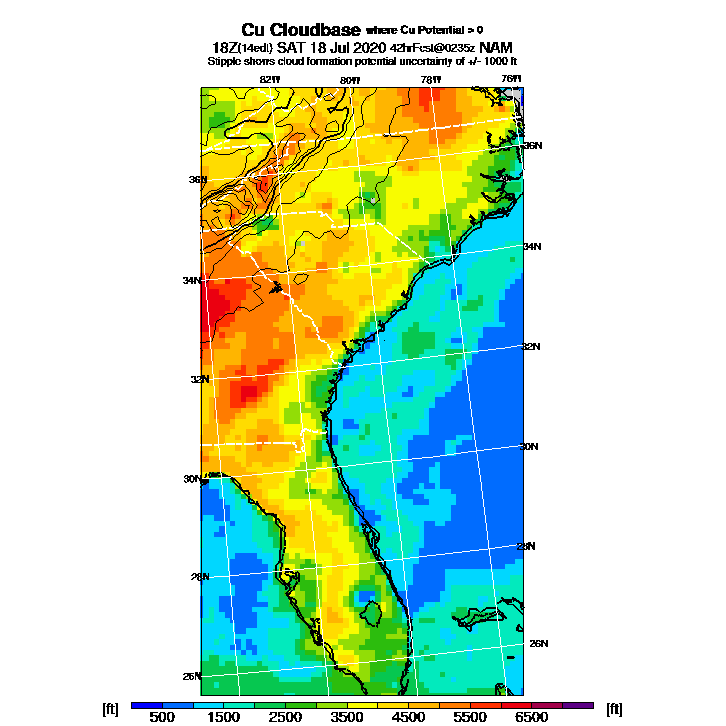 Cu Cloudbase where Cu Potential > 0
18Z(14edt) SAT 18 Jul 2020 42hrFcst@0235z NAM
Stipple shows cloud formation potential uncertainty of +/- 1000 ft
82W 80W 78W 76W
36N
36N
34N
34N
32N
32N
30N
30N
28N
28N
26N
26N
[ft] 500 1500 2500 3500 4500 5500 6500 [ft]